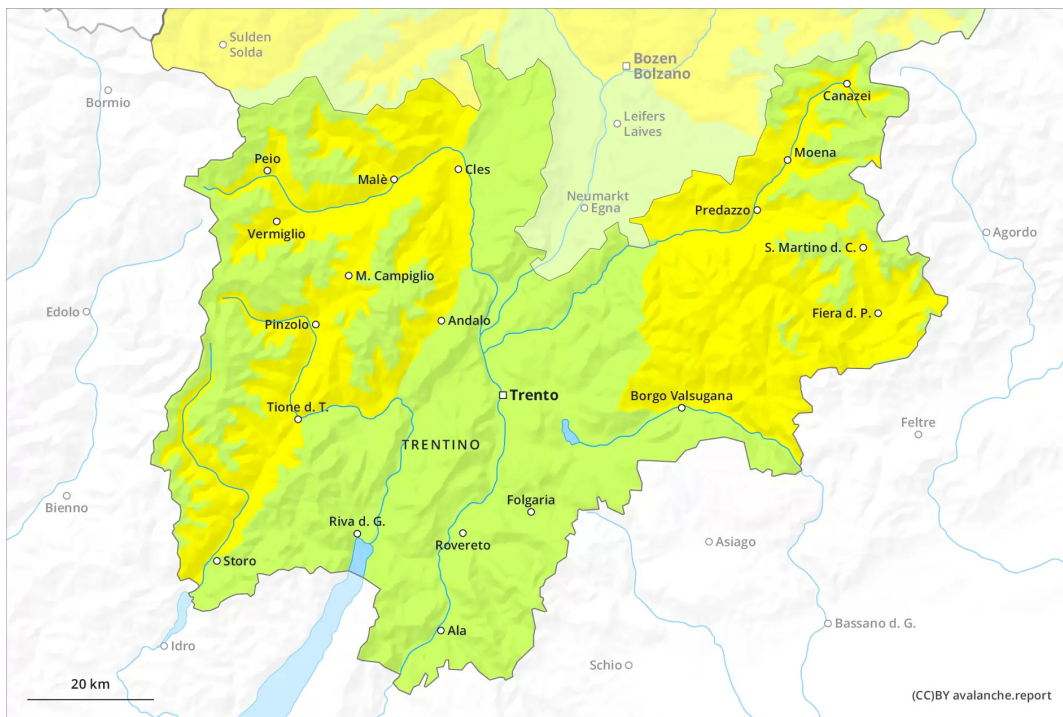 Sulden
Solda
Bozen
Bolzano
Bormio
Canazei
Leifers
Laives
Peio
Malè
Cles
Moena
Neumarkt
Egna
Predazzo
Vermiglio
Agordo
S. Martino d. C.
M. Campiglio
Edolo
Pinzolo
Andalo
Fiera d. P.
Trento
Borgo Valsugana
Tione d. T.
Feltre
TRENTINO
Bienno
Folgaria
Riva d. G.
Rovereto
Asiago
Storo
Bassano d. G.
Ala
Idro
Schio
20 km
(CC)BY avalanche.report